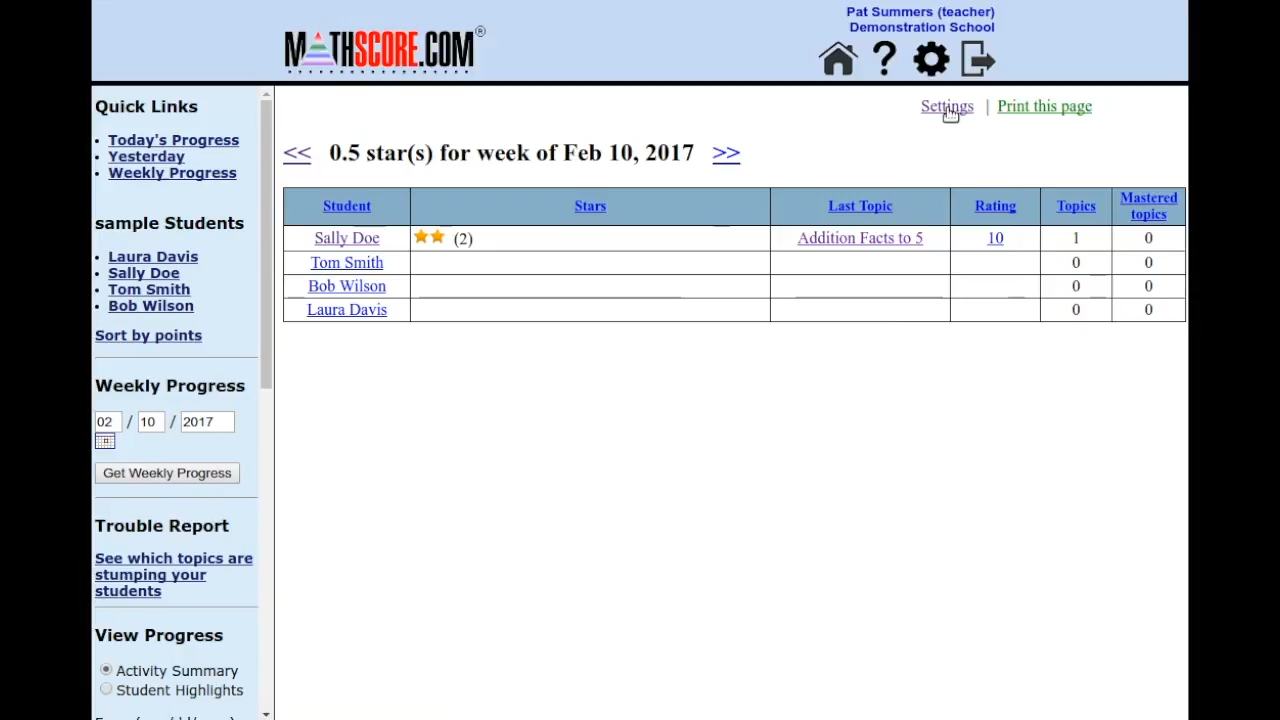 Pat Summers (teacher)
Demonstration School
MATHSCORE.COM®
Quick Links
• Today's Progress
• Yesterday
• Weekly Progress
sample Students
• Laura Davis
• Sally Doe
• Tom Smith
• Bob Wilson
Sort by points
Weekly Progress
02 / 10 / 2017
Get Weekly Progress
Trouble Report
See which topics are
stumping your
students
View Progress
Activity Summary
Student Highlights
Settings | Print this page
<< 0.5 star(s) for week of Feb 10, 2017 >>
Student Stars Last Topic Rating Topics Mastered topics
Sally Doe (2) Addition Facts to 5 10 1 0
Tom Smith 0 0
Bob Wilson 0 0
Laura Davis 0 0